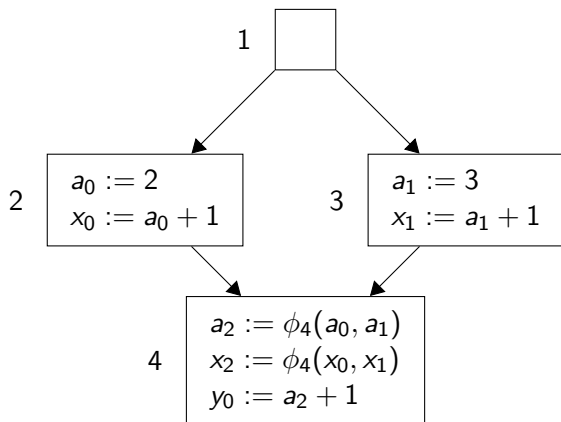 1
2
a₀ := 2
x₀ := a₀ + 1
3
a₁ := 3
x₁ := a₁ + 1
4
a₂ := ϕ₄(a₀, a₁)
x₂ := ϕ₄(x₀, x₁)
y₀ := a₂ + 1